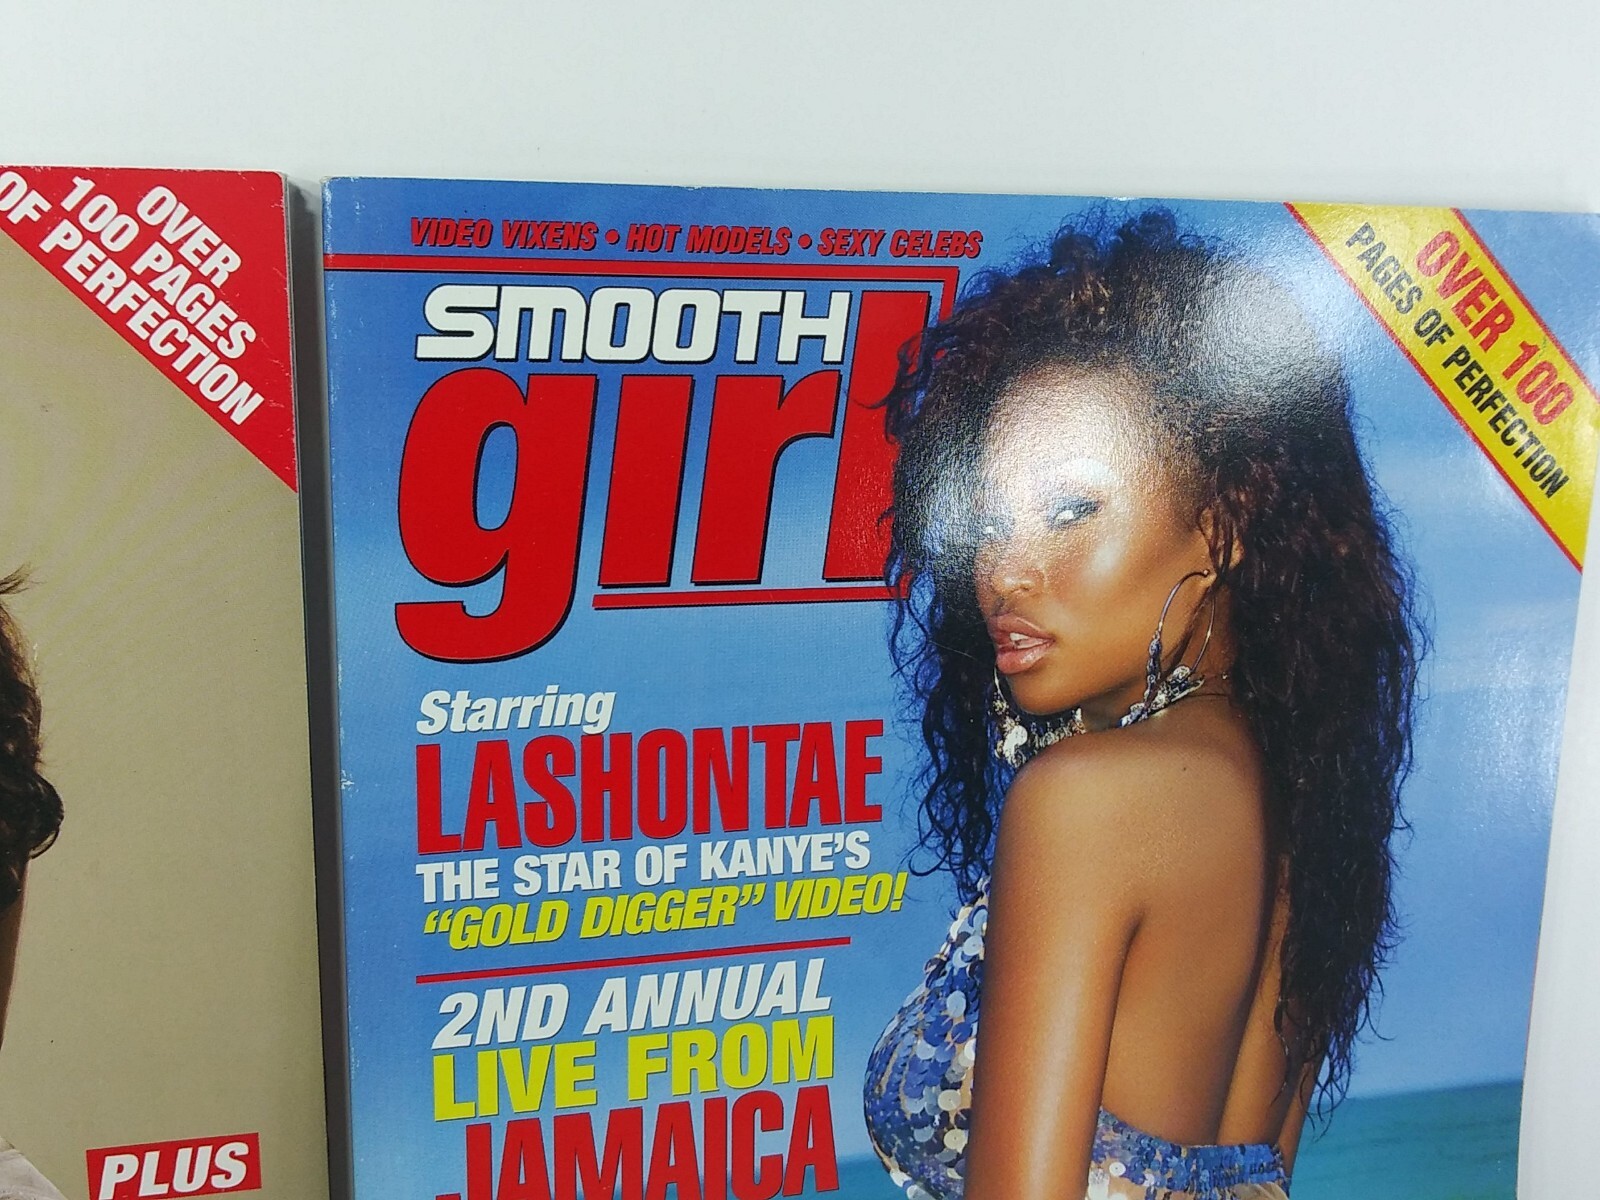 OVER
100 PAGES
OF PERFECTION
PLUS
VIDEO VIXENS • HOT MODELS • SEXY CELEBS
SMOOTH
girl
OVER 100
PAGES OF PERFECTION
Starring
LASHONTAE
THE STAR OF KANYE'S
“GOLD DIGGER” VIDEO!
2ND ANNUAL
LIVE FROM
JAMAICA